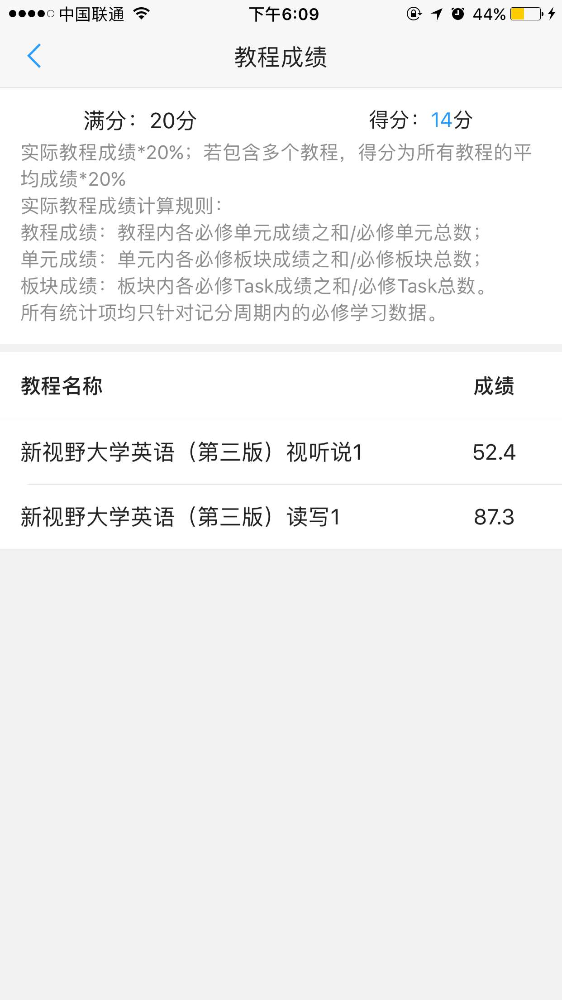 中国联通 下午6:09 44%
教程成绩
满分：20分 得分：14分
实际教程成绩*20%；若包含多个教程，得分为所有教程的平
均成绩*20%
实际教程成绩计算规则：
教程成绩：教程内各必修单元成绩之和/必修单元总数；
单元成绩：单元内各必修板块成绩之和/必修板块总数；
板块成绩：板块内各必修Task成绩之和/必修Task总数。
所有统计项均只针对记分周期内的必修学习数据。
教程名称 成绩
新视野大学英语（第三版）视听说1 52.4
新视野大学英语（第三版）读写1 87.3